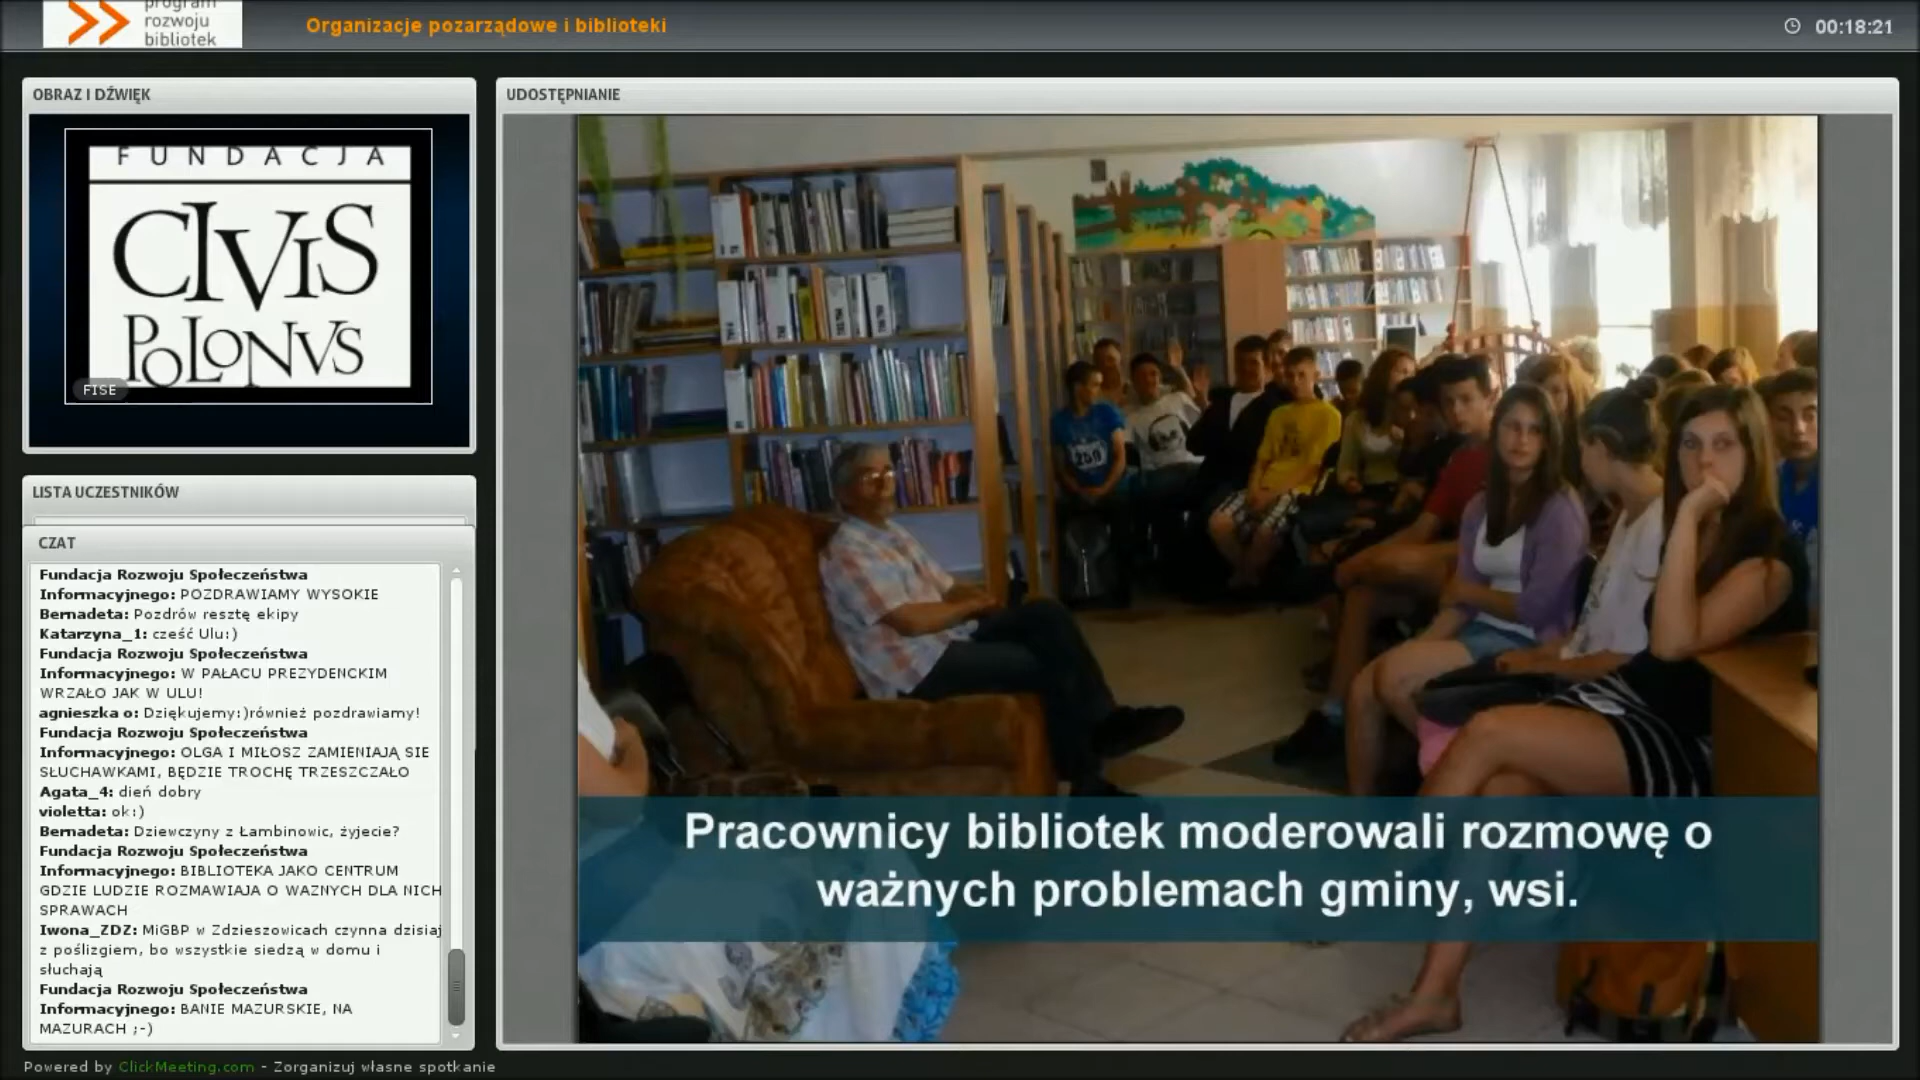 program
rozwoju
bibliotek
Organizacje pozarządowe i biblioteki
00:18:21
OBRAZ I DŹWIĘK
FUNDACJA
CIVIS
POLONVS
FISE
LISTA UCZESTNIKÓW
CZAT
Fundacja Rozwoju Społeczeństwa
Informacyjnego: POZDRAWIAMY WYSOKIE
Bernadeta: Pozdrów resztę ekipy
Katarzyna_1: cześć Ulu:)
Fundacja Rozwoju Społeczeństwa
Informacyjnego: W PAŁACU PREZYDENCKIM
WRZAŁO JAK W ULU!
agnieszka o: Dziękujemy:)również pozdrawiamy!
Fundacja Rozwoju Społeczeństwa
Informacyjnego: OLGA I MIŁOSZ ZAMIENIAJĄ SIE
SŁUCHAWKAMI, BĘDZIE TROCHĘ TRZESZCZAŁO
Agata_4: dień dobry
violetta: ok:)
Bernadeta: Dziewczyny z Łambinowic, żyjecie?
Fundacja Rozwoju Społeczeństwa
Informacyjnego: BIBLIOTEKA JAKO CENTRUM
GDZIE LUDZIE ROZMAWIAJA O WAZNYCH DLA NICH
SPRAWACH
Iwona_ZDZ: MiGBP w Zdzieszowicach czynna dzisiaj
z poślizgiem, bo wszystkie siedzą w domu i
słuchają
Fundacja Rozwoju Społeczeństwa
Informacyjnego: BANIE MAZURSKIE, NA
MAZURACH ;-)
UDOSTĘPNIANIE
259
Pracownicy bibliotek moderowali rozmowę o
ważnych problemach gminy, wsi.
Powered by ClickMeeting.com - Zorganizuj własne spotkanie